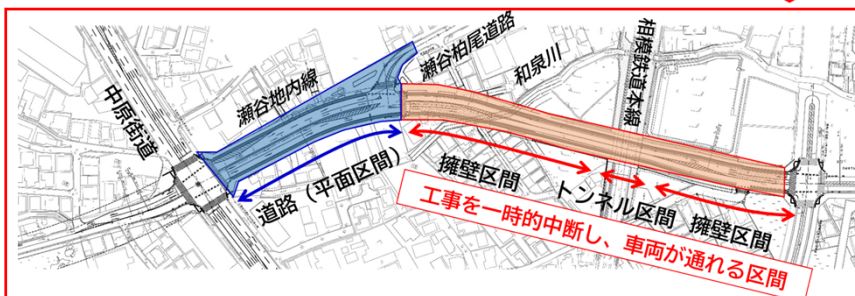 中原街道
瀬谷地内線
瀬谷柏尾道路
和泉川
相模鉄道本線
道路（平面区間）
擁壁区間
トンネル区間
擁壁区間
工事を一時的中断し、車両が通れる区間